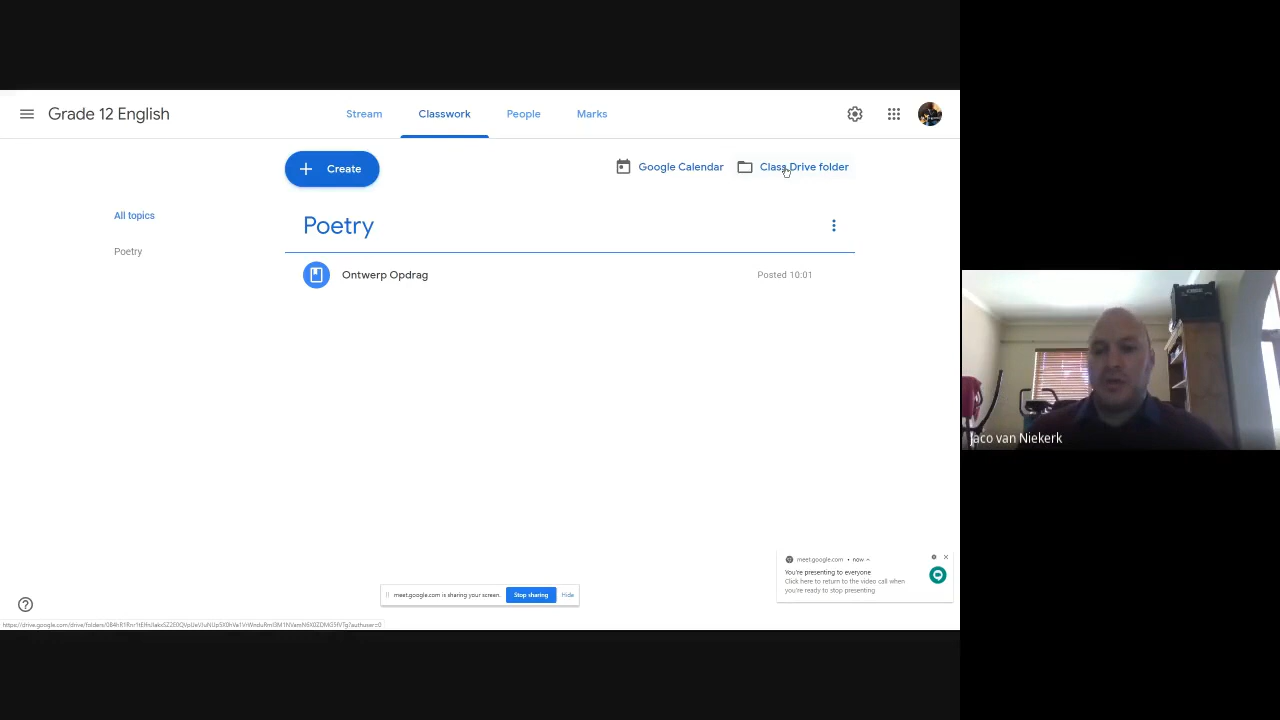 Grade 12 English
Stream
Classwork
People
Marks
Create
Google Calendar
Class Drive folder
All topics
Poetry
Poetry
Ontwerp Opdrag
Posted 10:01
Jaco van Niekerk
meet.google.com • now
You're presenting to everyone
Click here to return to the video call when
you're ready to stop presenting
meet.google.com is sharing your screen.
Stop sharing
Hide